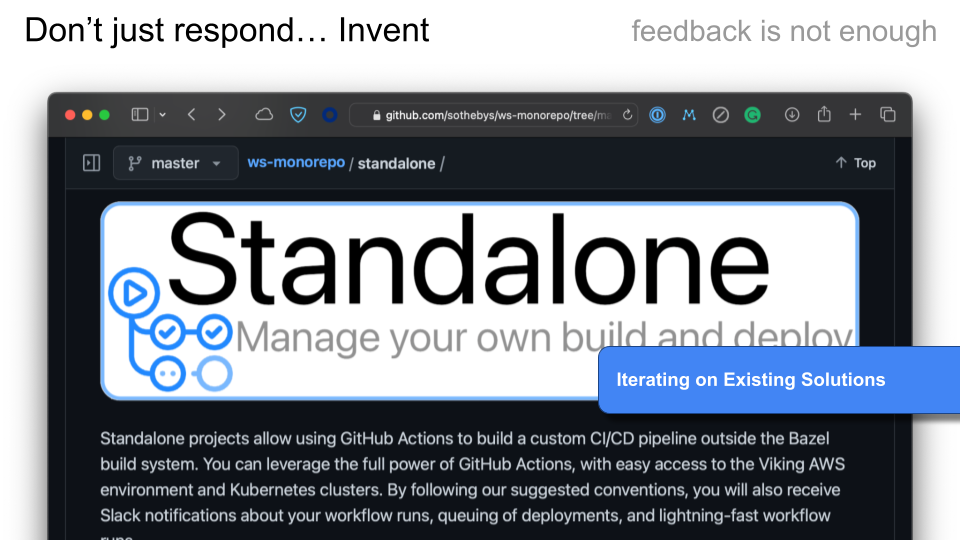 Don’t just respond… Invent
feedback is not enough
github.com/sothebys/ws-monorepo/tree/ma
master
ws-monorepo / standalone /
Top
Standalone
Manage your own build and deploy
Iterating on Existing Solutions
Standalone projects allow using GitHub Actions to build a custom CI/CD pipeline outside the Bazel
build system. You can leverage the full power of GitHub Actions, with easy access to the Viking AWS
environment and Kubernetes clusters. By following our suggested conventions, you will also receive
Slack notifications about your workflow runs, queuing of deployments, and lightning-fast workflow